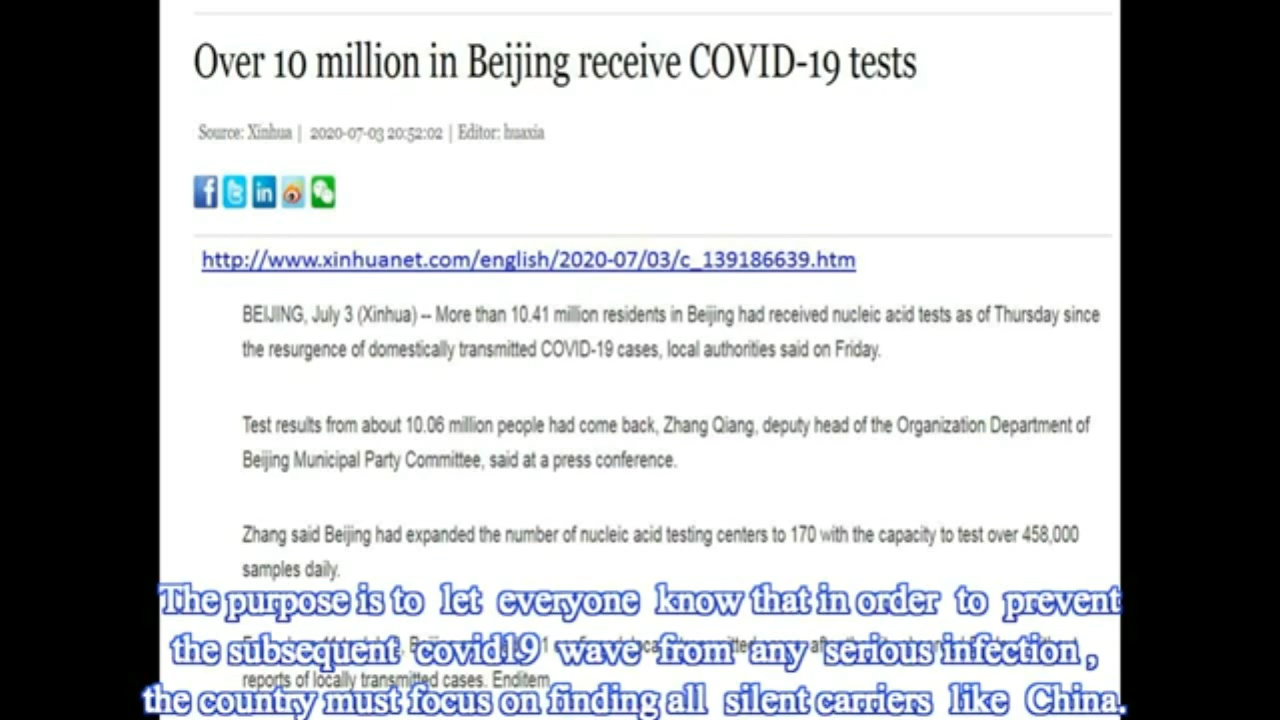 Over 10 million in Beijing receive COVID-19 tests
Source: Xinhua | 2020-07-03 20:52:02 | Editor: huaxia
http://www.xinhuanet.com/english/2020-07/03/c_139186639.htm
BEIJING, July 3 (Xinhua) -- More than 10.41 million residents in Beijing had received nucleic acid tests as of Thursday since
the resurgence of domestically transmitted COVID-19 cases, local authorities said on Friday.
Test results from about 10.06 million people had come back, Zhang Qiang, deputy head of the Organization Department of
Beijing Municipal Party Committee, said at a press conference.
Zhang said Beijing had expanded the number of nucleic acid testing centers to 170 with the capacity to test over 458,000
samples daily.
The purpose is to let everyone know that in order to prevent
the subsequent covid19 wave from any serious infection ,
reports of locally transmitted cases. Enditem
the country must focus on finding all silent carriers like China.